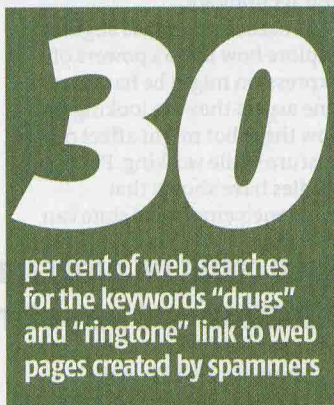 30
per cent of web searches
for the keywords “drugs”
and “ringtone” link to web
pages created by spammers